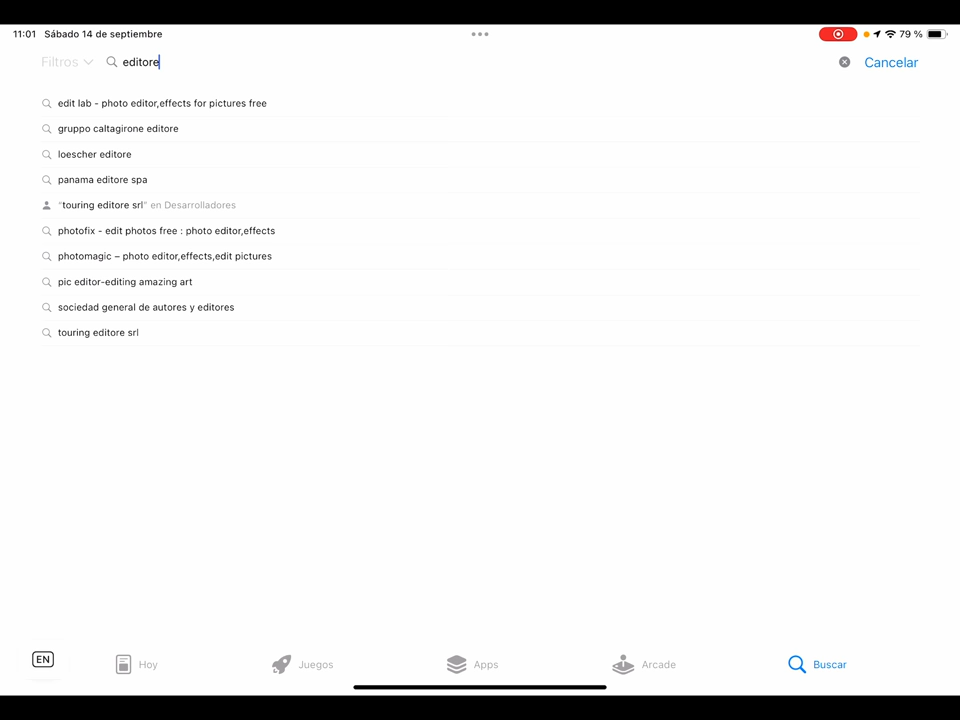 11:01 Sábado 14 de septiembre 79 %
Filtros editore Cancelar
edit lab - photo editor,effects for pictures free
gruppo caltagirone editore
loescher editore
panama editore spa
“touring editore srl” en Desarrolladores
photofix - edit photos free : photo editor,effects
photomagic – photo editor,effects,edit pictures
pic editor-editing amazing art
sociedad general de autores y editores
touring editore srl
EN Hoy Juegos Apps Arcade Buscar